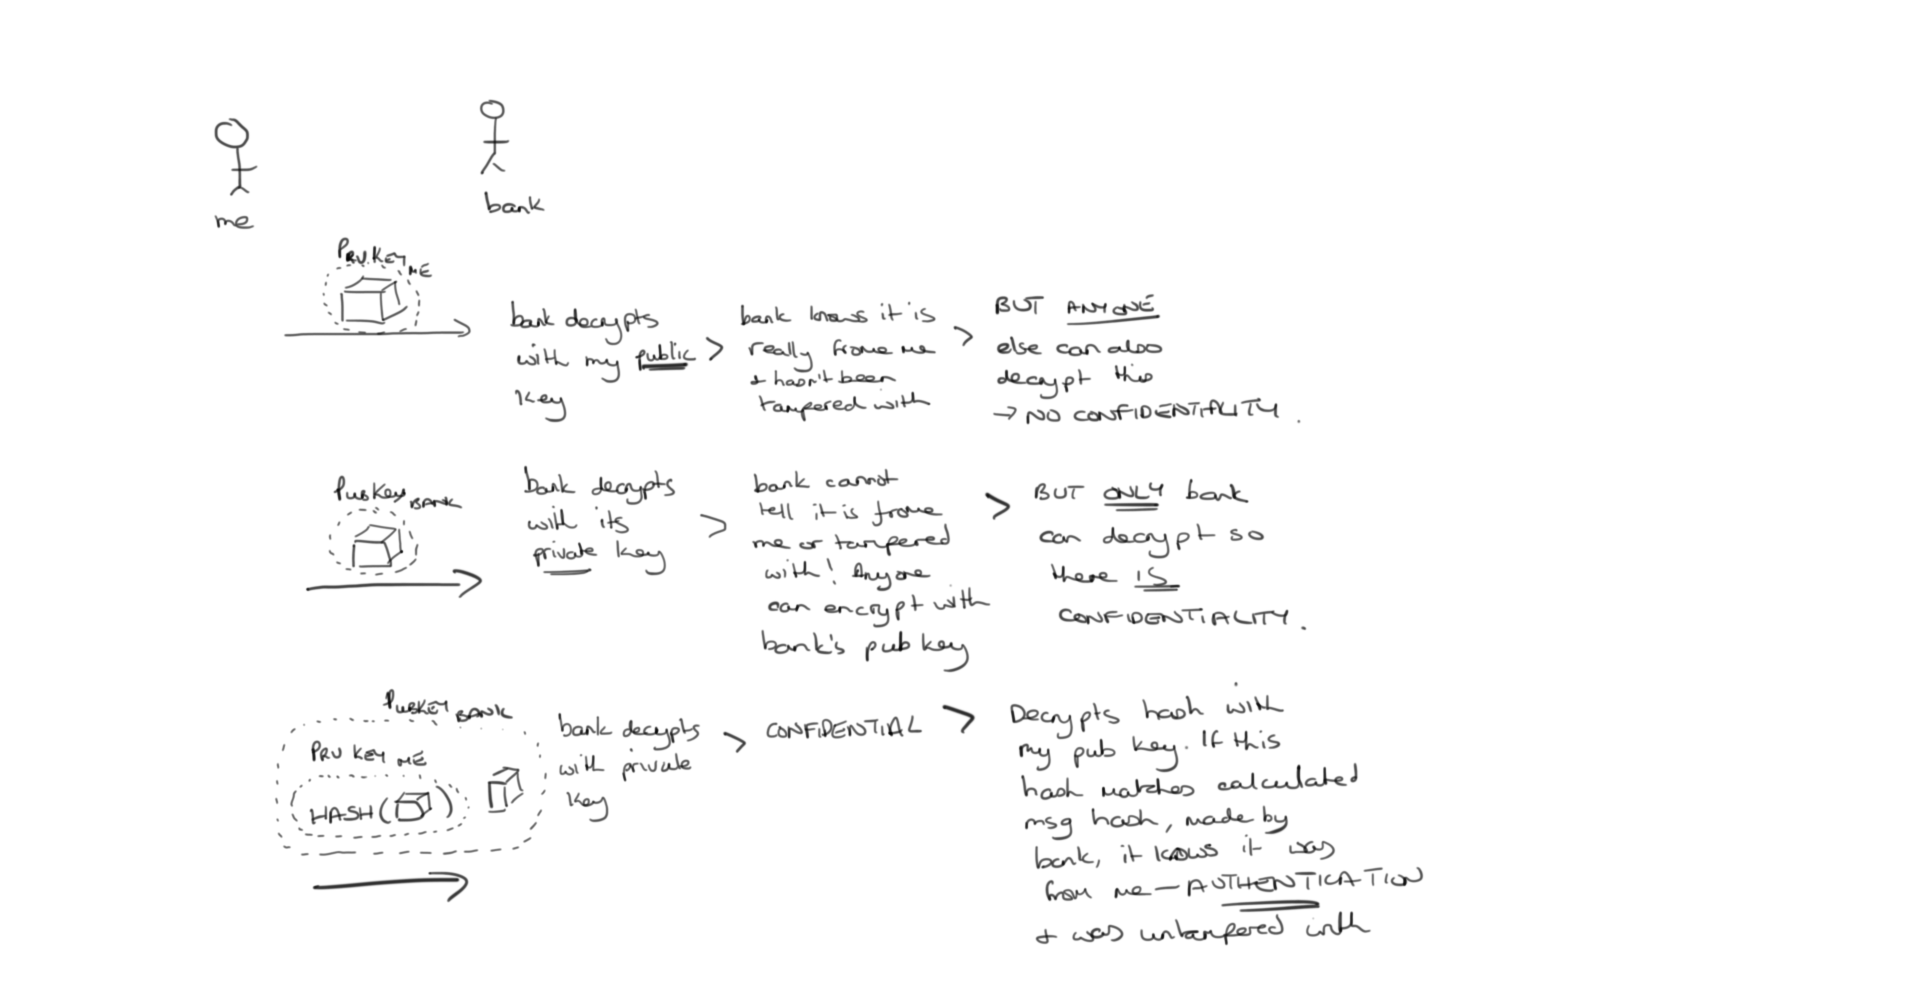 me
bank
PRVKEY ME
bank decrypts
with my public >
key
bank knows it is
really frome me
& hasn't been
tampered with
>
BUT ANYONE
else can also
decrypt this
→ NO CONFIDENTIALITY.
PUBKEY BANK
bank decrypts
with its
private key
>
bank cannot
tell it is frome
me or tampered
with! Anyone
can encrypt with
bank's pub key
>
BUT ONLY bank
can decrypt so
there IS
CONFIDENTIALITY.
PUBKEY BANK
PRV KEY ME
HASH( )
bank decypts
with private
key
>
CONFIDENTIAL
>
Decrypts hash with
my pub key. If this
hash matches calculated
msg hash, made by
bank, it knows it was
from me — AUTHENTICATION
& was untampered with